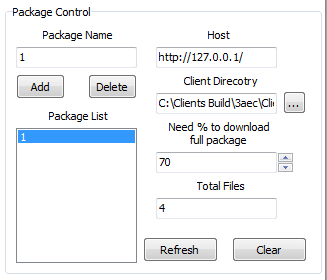 Package Control
Package Name
1
Add
Delete
Package List
1
Host
http://127.0.0.1/
Client Direcotry
C:\Clients Build\3aec\Clie
...
Need % to download
full package
70
Total Files
4
Refresh
Clear